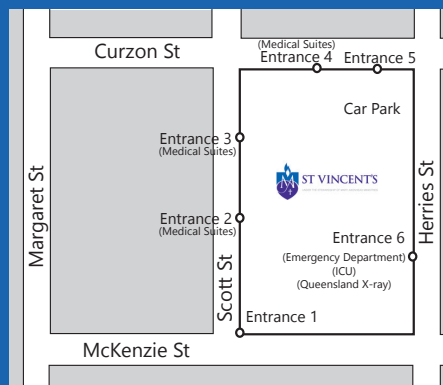 (Medical Suites)
Curzon St
Entrance 4
Entrance 5
Car Park
Entrance 3
(Medical Suites)
ST VINCENT'S
Margaret St
Herries St
Entrance 2
(Medical Suites)
Entrance 6
(Emergency Department)
(ICU)
(Queensland X-ray)
Scott St
Entrance 1
McKenzie St